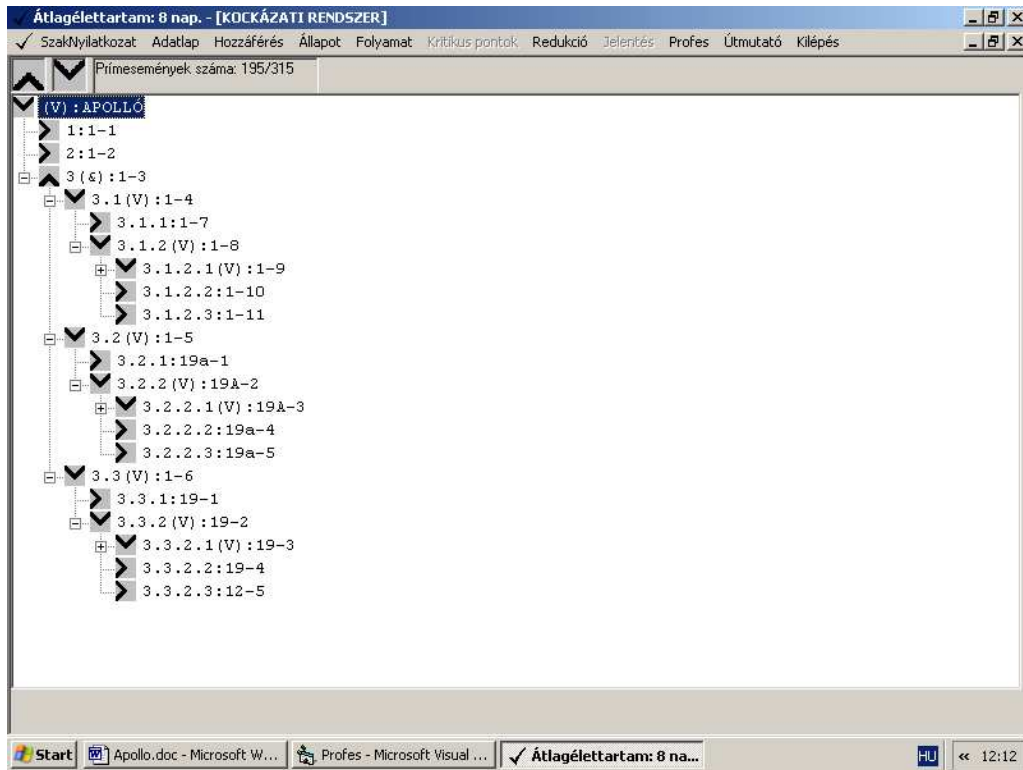 Átlagélettartam: 8 nap. - [KOCKÁZATI RENDSZER]
SzakNyilatkozat Adatlap Hozzáférés Állapot Folyamat Kritikus pontok Redukció Jelentés Profes Útmutató Kilépés
Prímesemények száma: 195/315
(V):APOLLÓ
1:1-1
2:1-2
3(&):1-3
3.1(V):1-4
3.1.1:1-7
3.1.2(V):1-8
3.1.2.1(V):1-9
3.1.2.2:1-10
3.1.2.3:1-11
3.2(V):1-5
3.2.1:19a-1
3.2.2(V):19A-2
3.2.2.1(V):19A-3
3.2.2.2:19a-4
3.2.2.3:19a-5
3.3(V):1-6
3.3.1:19-1
3.3.2(V):19-2
3.3.2.1(V):19-3
3.3.2.2:19-4
3.3.2.3:12-5
Start Apollo.doc - Microsoft W... Profes - Microsoft Visual ... Átlagélettartam: 8 na... HU « 12:12